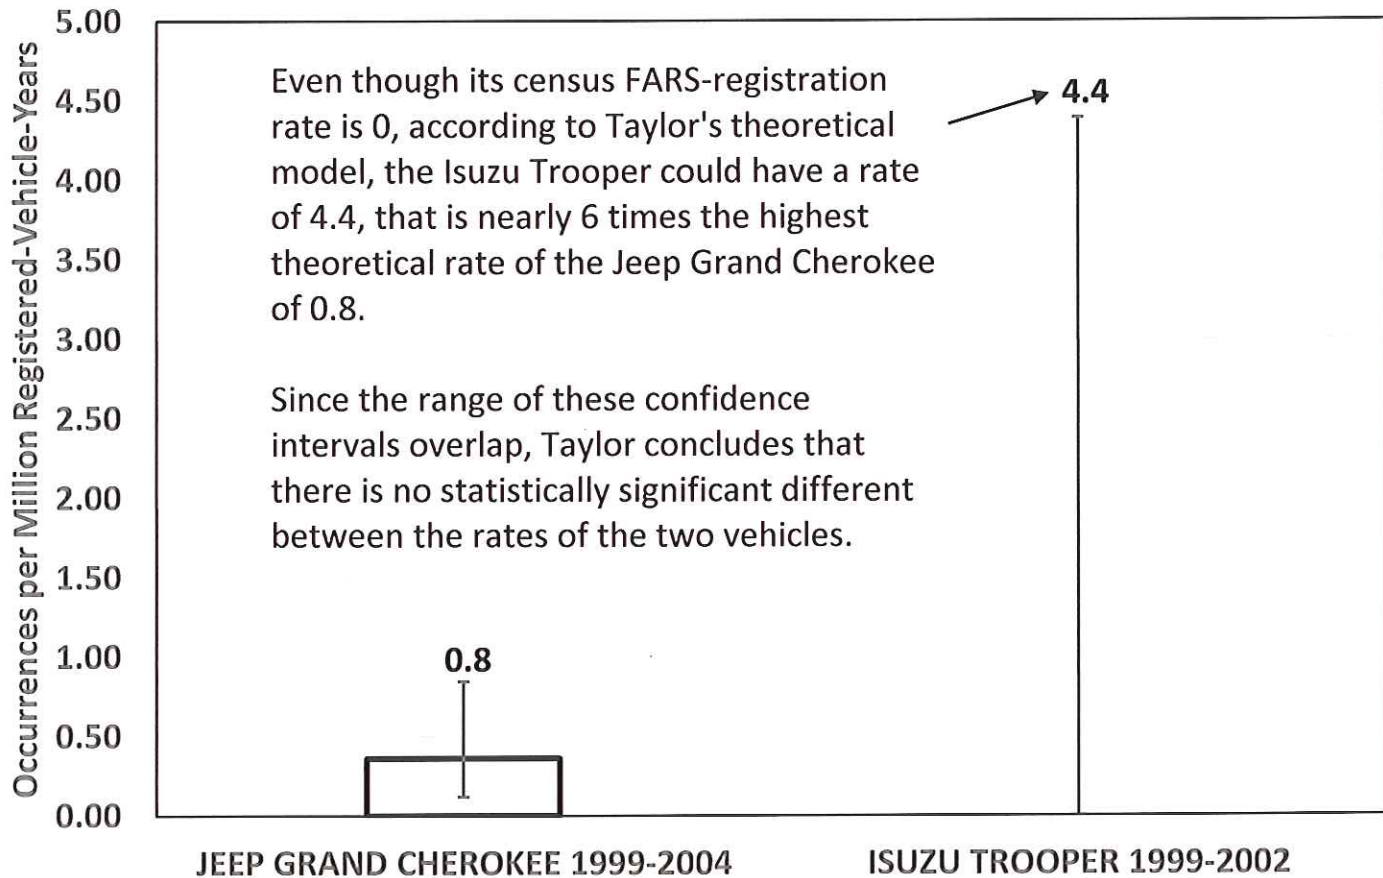 Occurrences per Million Registered-Vehicle-Years
5.00
4.50
4.00
3.50
3.00
2.50
2.00
1.50
1.00
0.50
0.00
Even though its census FARS-registration
rate is 0, according to Taylor's theoretical
model, the Isuzu Trooper could have a rate
of 4.4, that is nearly 6 times the highest
theoretical rate of the Jeep Grand Cherokee
of 0.8.
Since the range of these confidence
intervals overlap, Taylor concludes that
there is no statistically significant different
between the rates of the two vehicles.
4.4
0.8
JEEP GRAND CHEROKEE 1999-2004
ISUZU TROOPER 1999-2002